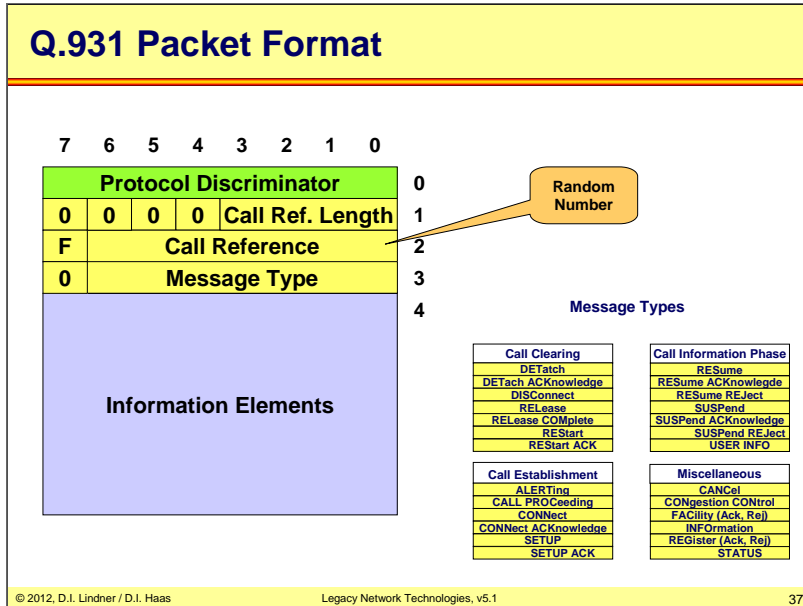 Q.931 Packet Format
7 6 5 4 3 2 1 0
Protocol Discriminator 0
0 0 0 0 Call Ref. Length 1
F Call Reference 2
0 Message Type 3
4
Information Elements
Random
Number
Message Types
Call Clearing
DETatch
DETach ACKnowledge
DISConnect
RELease
RELease COMplete
REStart
REStart ACK
Call Information Phase
RESume
RESume ACKnowlegde
RESume REJect
SUSPend
SUSPend ACKnowledge
SUSPend REJect
USER INFO
Call Establishment
ALERTing
CALL PROCeeding
CONNect
CONNect ACKnowledge
SETUP
SETUP ACK
Miscellaneous
CANCel
CONgestion CONtrol
FACility (Ack, Rej)
INFOrmation
REGister (Ack, Rej)
STATUS
© 2012, D.I. Lindner / D.I. Haas
Legacy Network Technologies, v5.1
37